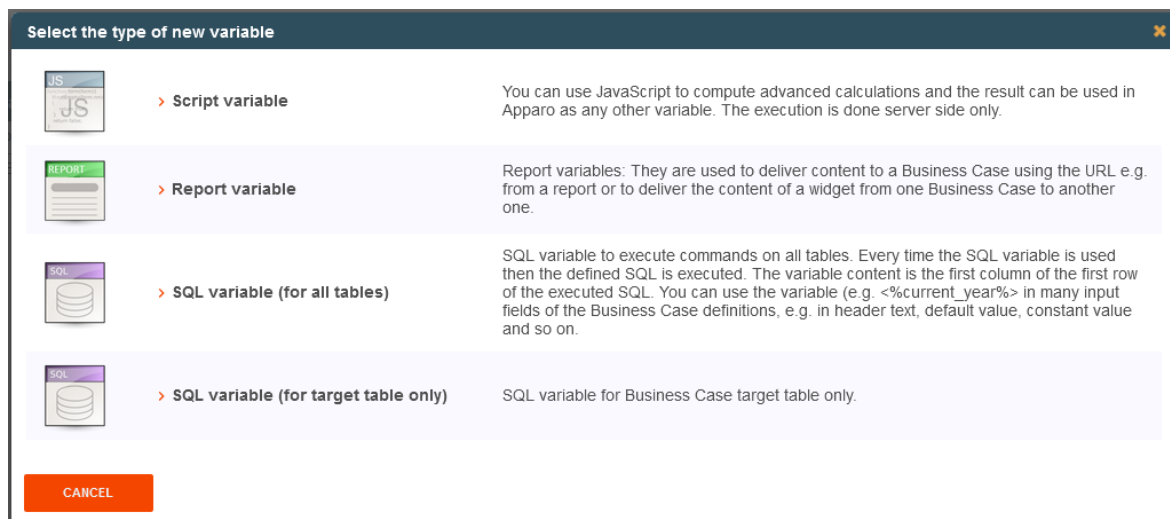 Select the type of new variable
JS
JS
return false
> Script variable
You can use JavaScript to compute advanced calculations and the result can be used in
Apparo as any other variable. The execution is done server side only.
REPORT
> Report variable
Report variables: They are used to deliver content to a Business Case using the URL e.g.
from a report or to deliver the content of a widget from one Business Case to another
one.
SQL
> SQL variable (for all tables)
SQL variable to execute commands on all tables. Every time the SQL variable is used
then the defined SQL is executed. The variable content is the first column of the first row
of the executed SQL. You can use the variable (e.g. <%current_year%> in many input
fields of the Business Case definitions, e.g. in header text, default value, constant value
and so on.
SQL
> SQL variable (for target table only)
SQL variable for Business Case target table only.
CANCEL